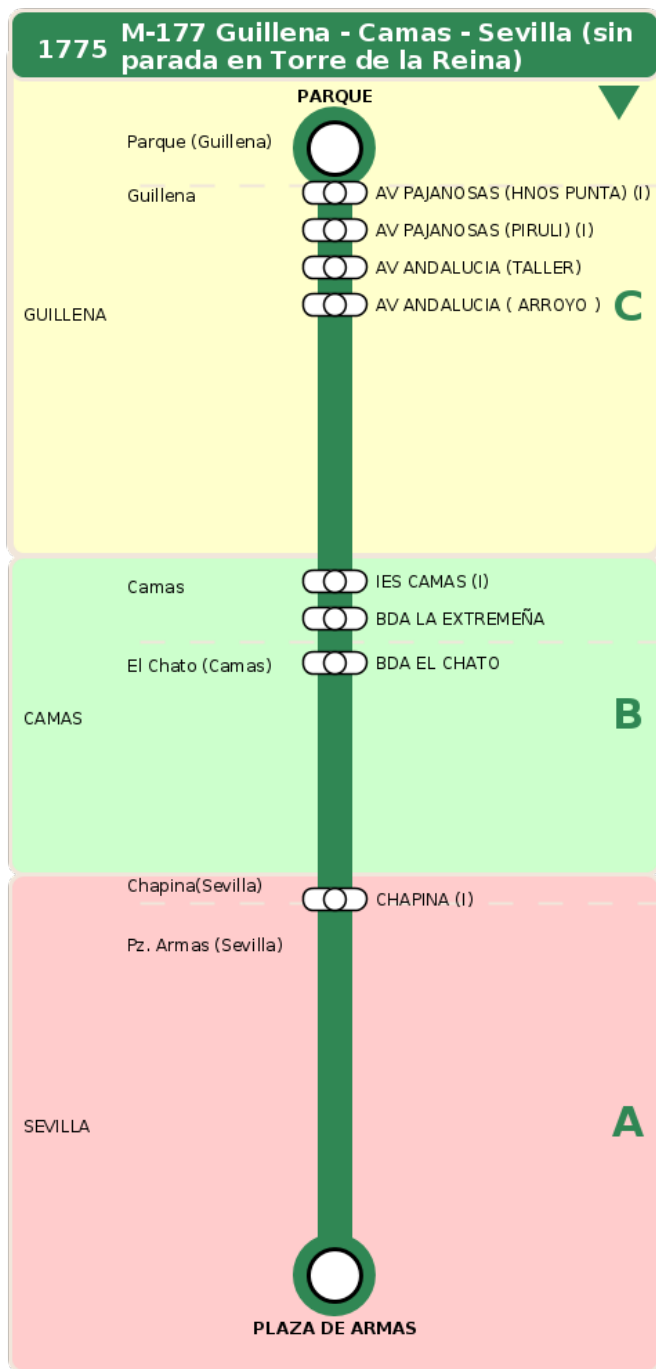 1775
M-177 Guillena - Camas - Sevilla (sin
parada en Torre de la Reina)
PARQUE
Parque (Guillena)
Guillena
AV PAJANOSAS (HNOS PUNTA) (I)
AV PAJANOSAS (PIRULI) (I)
AV ANDALUCIA (TALLER)
AV ANDALUCIA ( ARROYO )
C
GUILLENA
Camas
IES CAMAS (I)
BDA LA EXTREMEÑA
El Chato (Camas)
BDA EL CHATO
CAMAS
B
Chapina(Sevilla)
CHAPINA (I)
Pz. Armas (Sevilla)
SEVILLA
A
PLAZA DE ARMAS